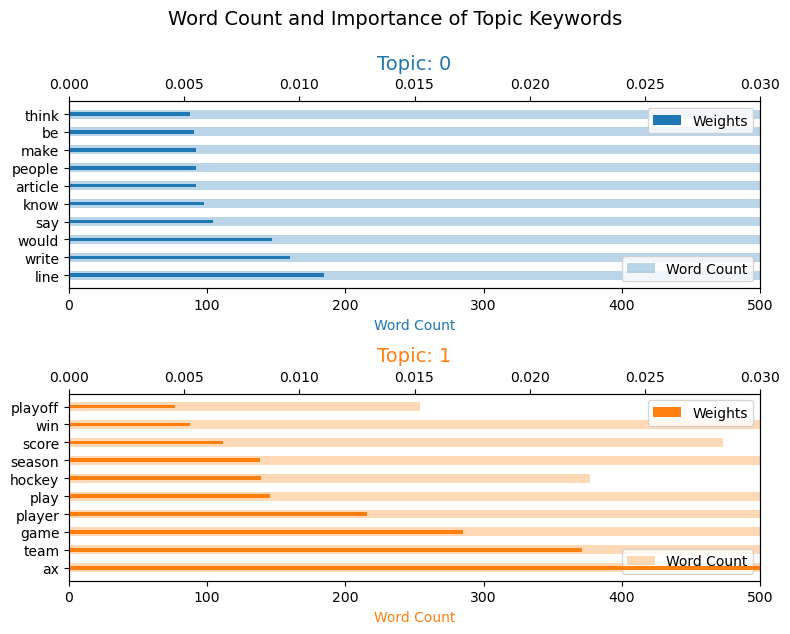 Word Count and Importance of Topic Keywords
Topic: 0
0.000 0.005 0.010 0.015 0.020 0.025 0.030
think
be
make
people
article
know
say
would
write
line
Weights
Word Count
0 100 200 300 400 500
Word Count
Topic: 1
0.000 0.005 0.010 0.015 0.020 0.025 0.030
playoff
win
score
season
hockey
play
player
game
team
ax
Weights
Word Count
0 100 200 300 400 500
Word Count